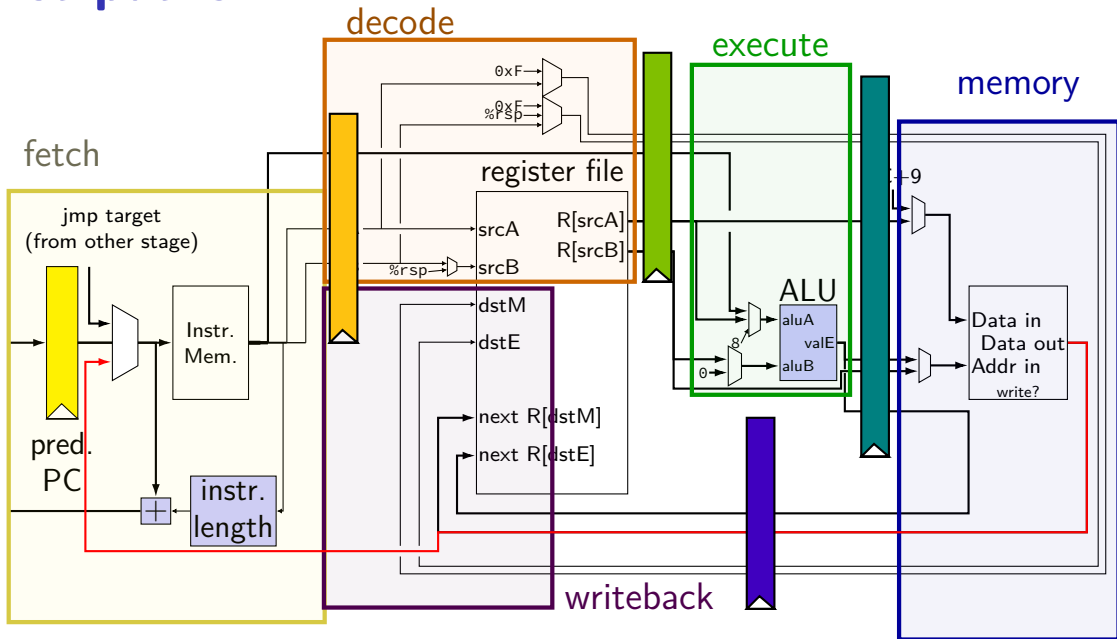 decode
execute
memory
fetch
0xF
0xF
%rsp
register file
jmp target
(from other stage)
srcA
R[srcA]
R[srcB]
%rsp
srcB
+9
ALU
dstM
Instr.
Mem.
aluA
8
valE
dstE
aluB
0
Data in
Data out
Addr in
write?
next R[dstM]
pred.
PC
next R[dstE]
instr.
length
+
writeback